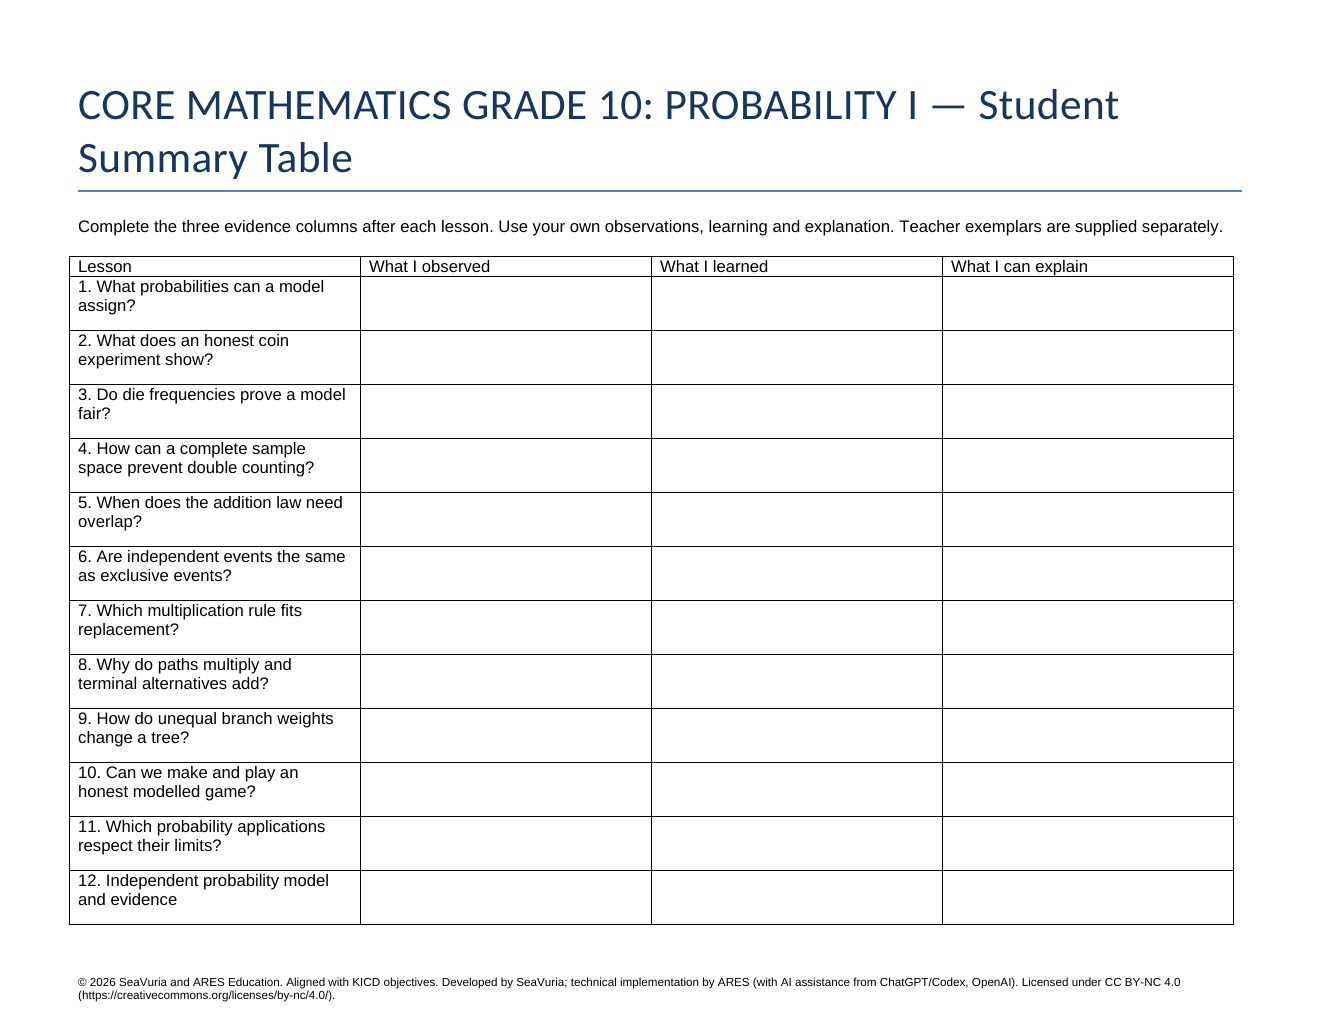 CORE MATHEMATICS GRADE 10: PROBABILITY I — Student
Summary Table
Complete the three evidence columns after each lesson. Use your own observations, learning and explanation. Teacher exemplars are supplied separately.
Lesson What I observed What I learned What I can explain
1. What probabilities can a model
assign?
2. What does an honest coin
experiment show?
3. Do die frequencies prove a model
fair?
4. How can a complete sample
space prevent double counting?
5. When does the addition law need
overlap?
6. Are independent events the same
as exclusive events?
7. Which multiplication rule fits
replacement?
8. Why do paths multiply and
terminal alternatives add?
9. How do unequal branch weights
change a tree?
10. Can we make and play an
honest modelled game?
11. Which probability applications
respect their limits?
12. Independent probability model
and evidence
© 2026 SeaVuria and ARES Education. Aligned with KICD objectives. Developed by SeaVuria; technical implementation by ARES (with AI assistance from ChatGPT/Codex, OpenAI). Licensed under CC BY-NC 4.0
(https://creativecommons.org/licenses/by-nc/4.0/).